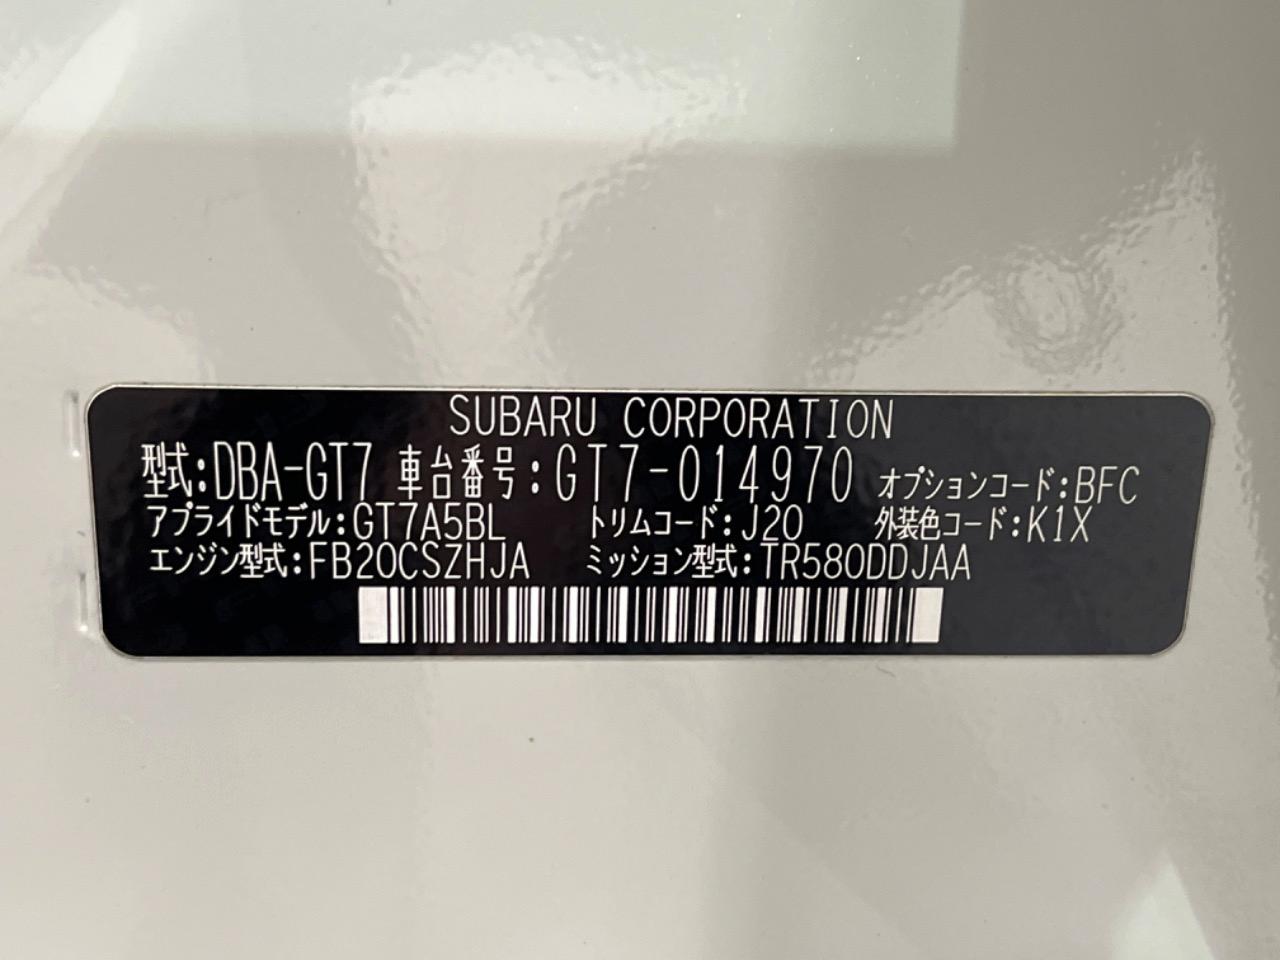 SUBARU CORPORATION
型式:DBA-GT7 車台番号:GT7-014970 オプションコード:BFC
アプライドモデル:GT7A5BL トリムコード:J20 外装色コード:K1X
エンジン型式:FB20CSZHJA ミッション型式:TR580DDJAA